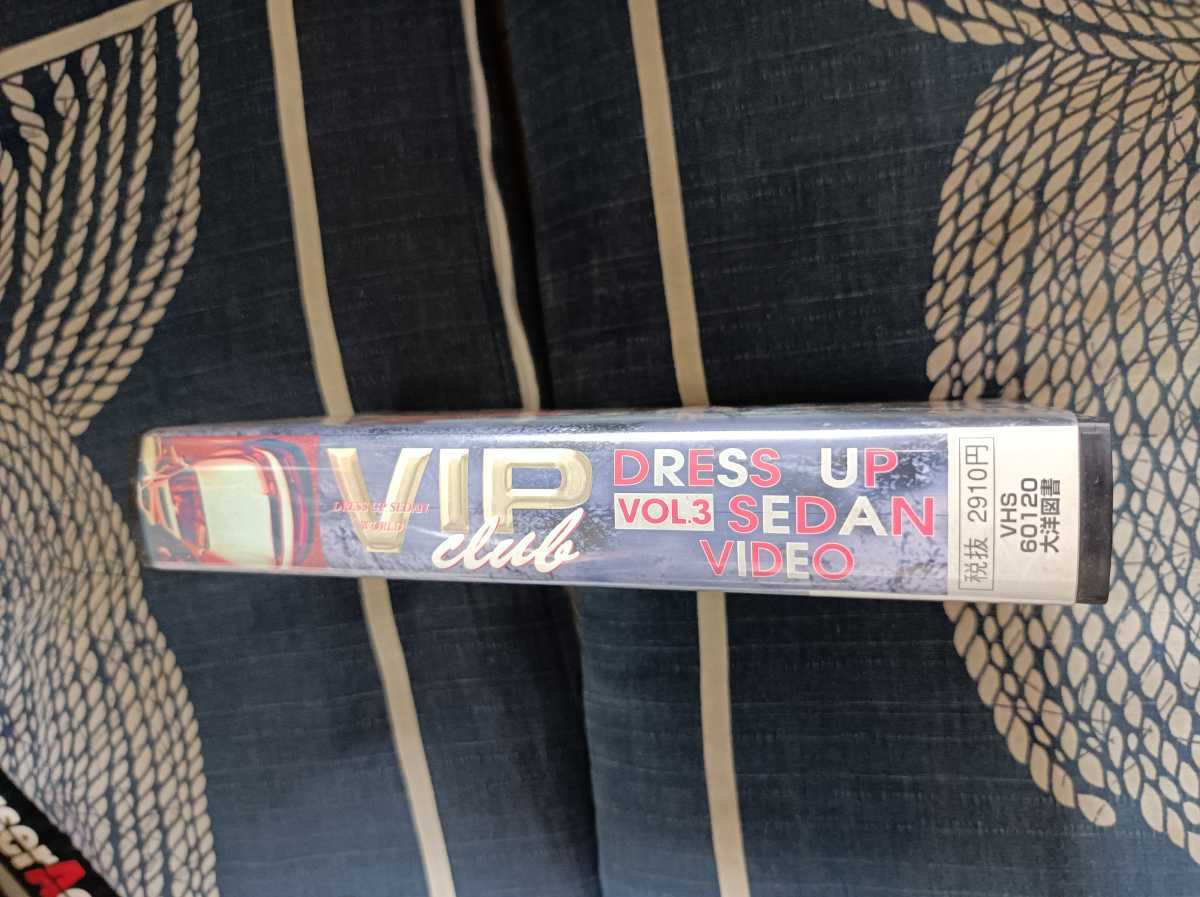 VIP
DRESS UP SEDAN
WORLD
club
DRESS UP
VOL.3 SEDAN
VIDEO
税抜 2910円
VHS
60120
大洋図書